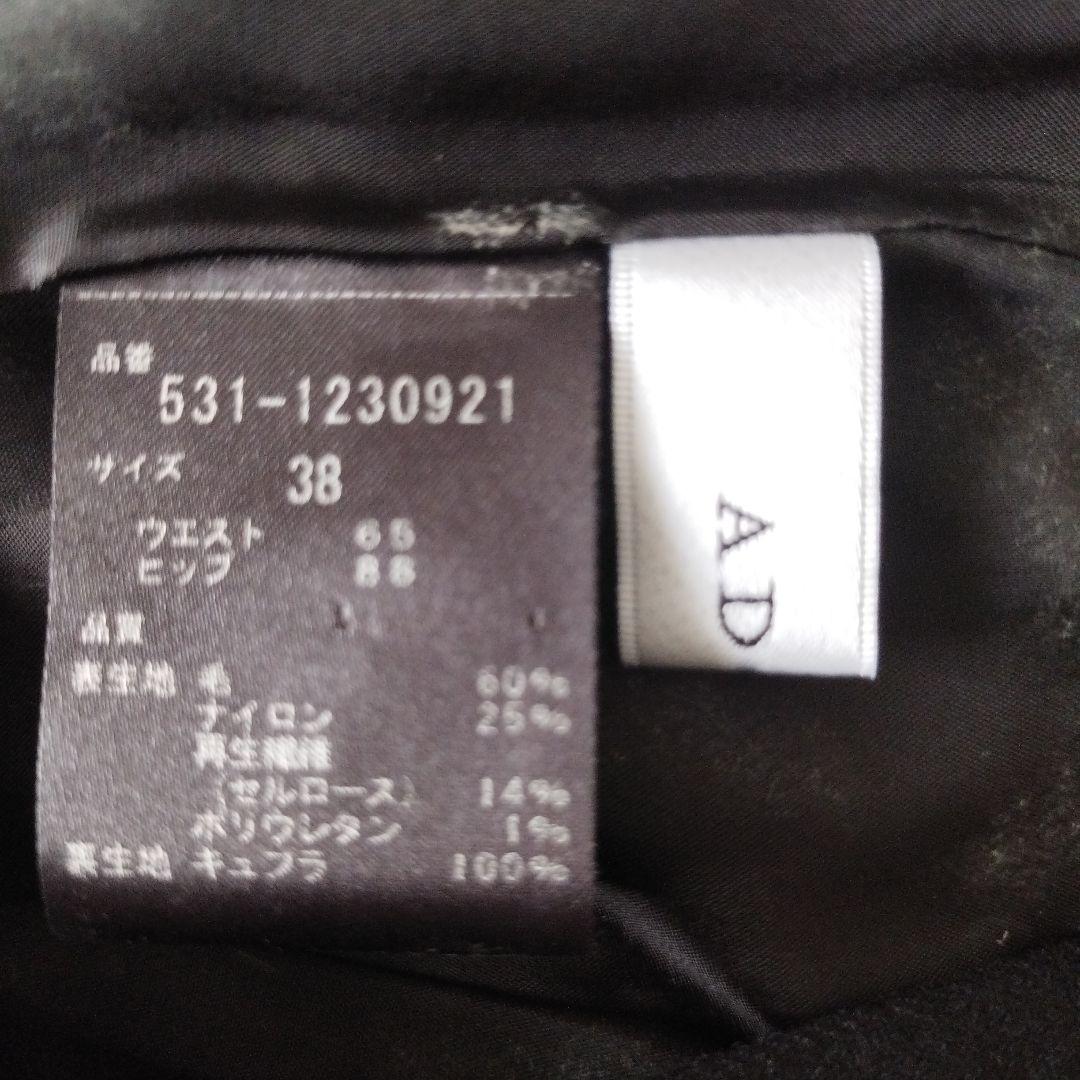 品番
531-1230921
サイズ 38
ウエスト 65
ヒップ 88
品質
表生地 毛 60%
ナイロン 25%
再生繊維
(セルロース) 14%
ポリウレタン 1%
裏生地 キュプラ 100%
AD